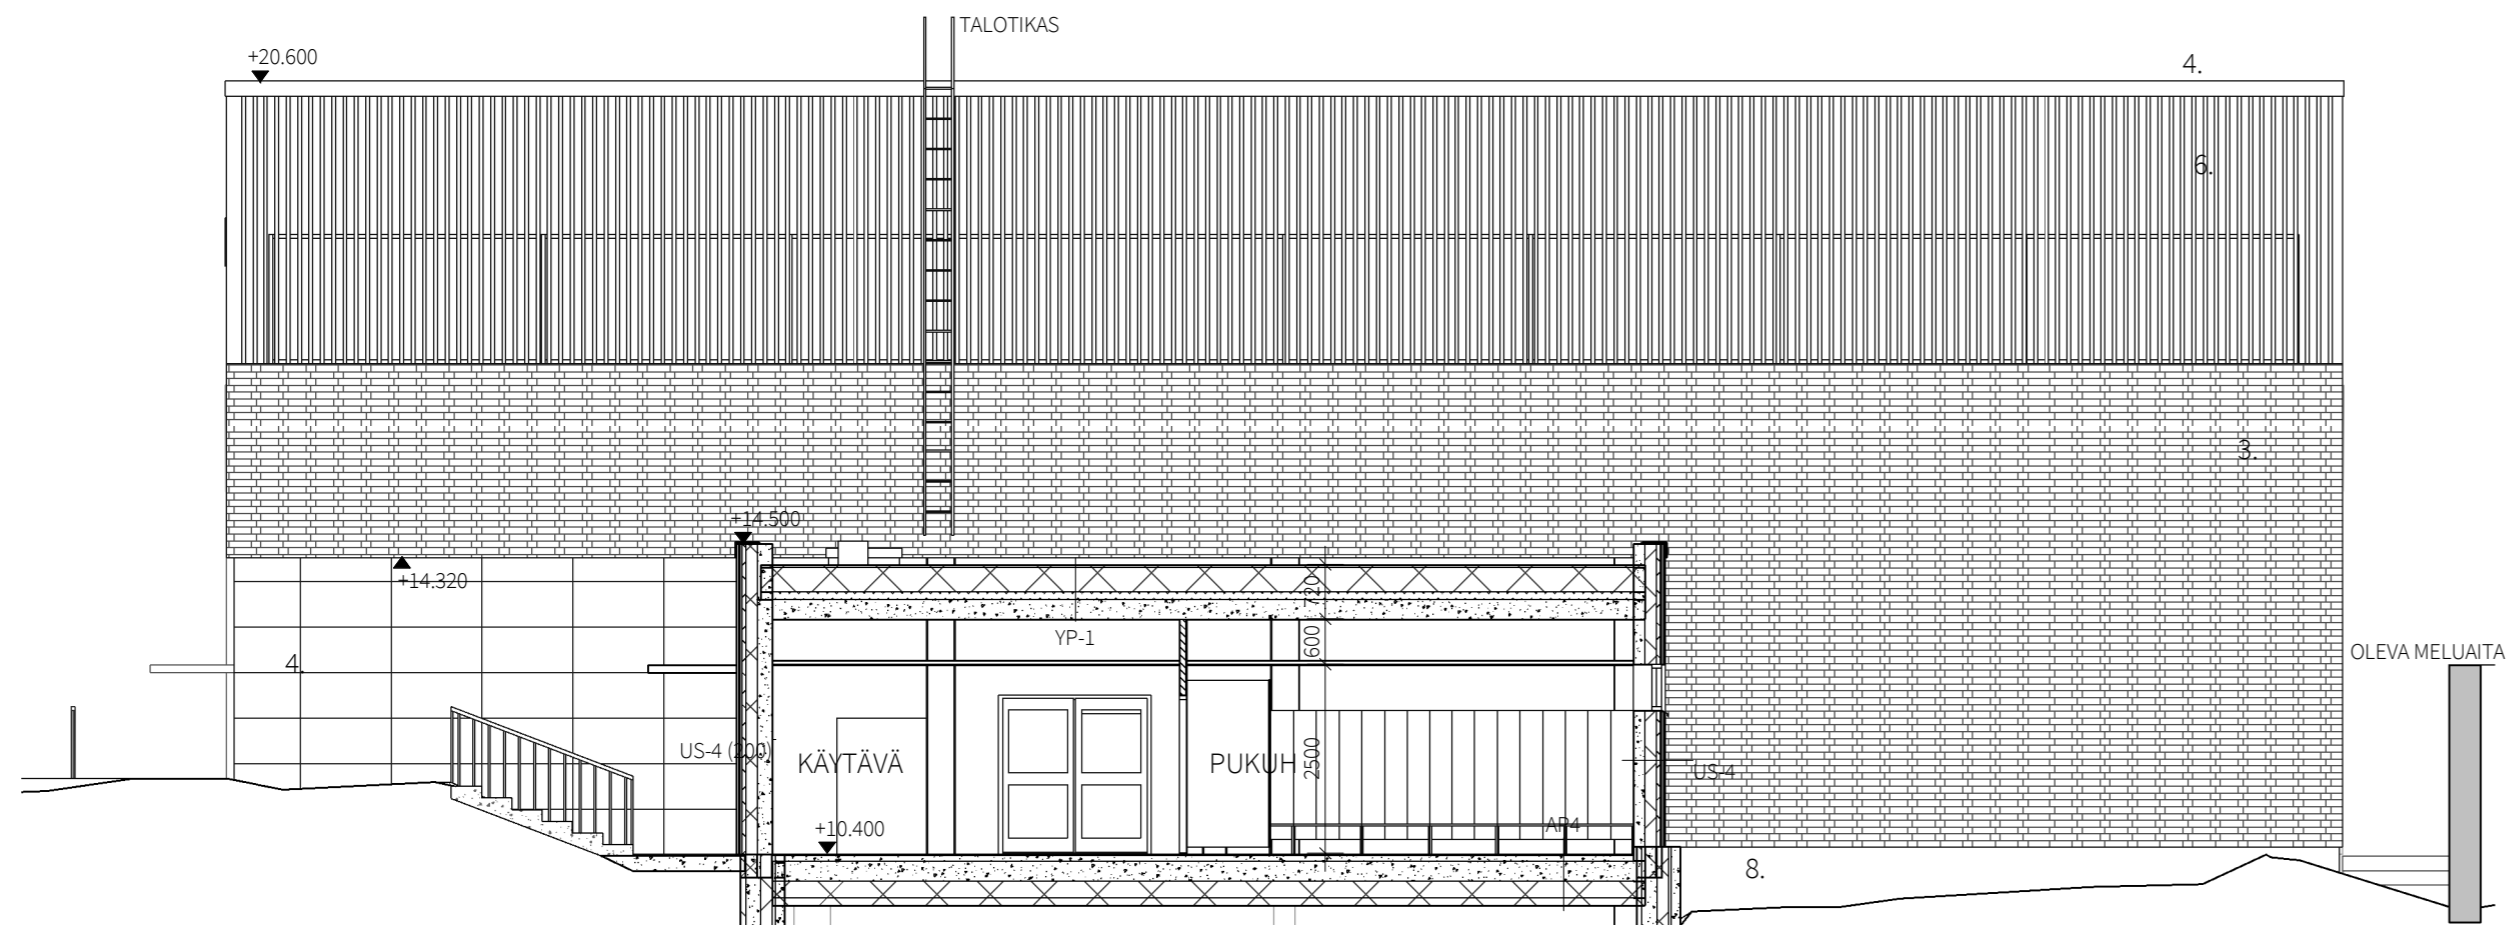 TALOTIKAS
+20.600
4.
6.
3.
+14.500
+14.320
720
YP-1
600
OLEVA MELUAITA
4.
US-4 (200)
KÄYTÄVÄ
PUKUH
2500
US-4
+10.400
AP4
8.